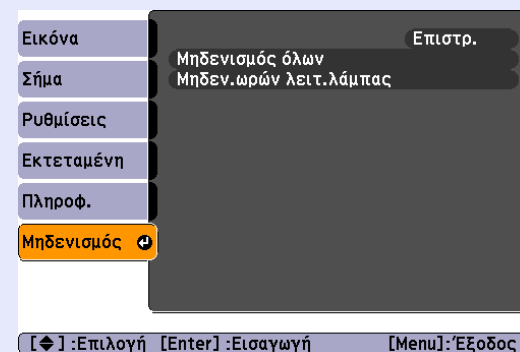 Εικόνα
Σήμα
Ρυθμίσεις
Εκτεταμένη
Πληροφ.
Μηδενισμός
Επιστρ.
Μηδενισμός όλων
Μηδεν.ωρών λειτ.λάμπας
[◆] :Επιλογή [Enter] :Εισαγωγή [Menu]:Έξοδος